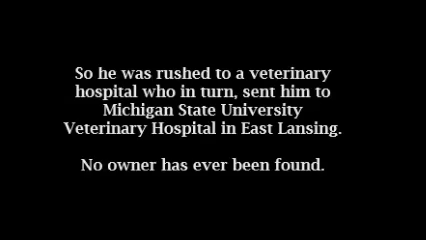 So he was rushed to a veterinary
hospital who in turn, sent him to
Michigan State University
Veterinary Hospital in East Lansing.
No owner has ever been found.